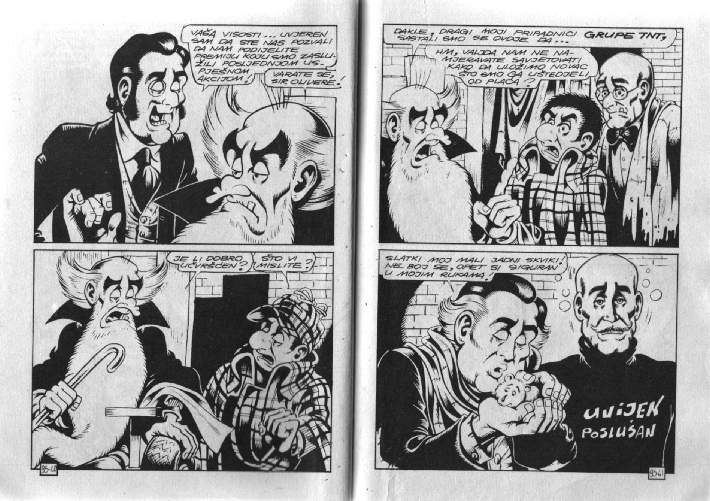 VAŠA VISOSTI... UVJEREN
SAM DA STE NAS POZVALI
DA NAM PODIJELITE
PREMIJU KOJU SMO ZASLU-
ŽILI POSLJEDNJOM US-
PJEŠNOM
AKCIJOM!
VARATE SE,
SIR OLIVERE!
JE LI DOBRO
UČVRŠĆEN?
ŠTO VI
MISLITE?
DAKLE, DRAGI MOJI PRIPADNICI GRUPE TNT,
SASTALI SMO SE OVDJE DA...
HM, VALJDA NAM NE NA-
MJERAVATE SAVJETOVATI
KAKO DA ULOŽIMO NOVAC
ŠTO SMO GA UŠTEDJELI
OD PLAĆA?
SLATKI MOJ MALI JADNI SKVIKI!
NE BOJ SE, OPET SI SIGURAN
U MOJIM RUKAMA!
UVIJEK
POSLUŠAN